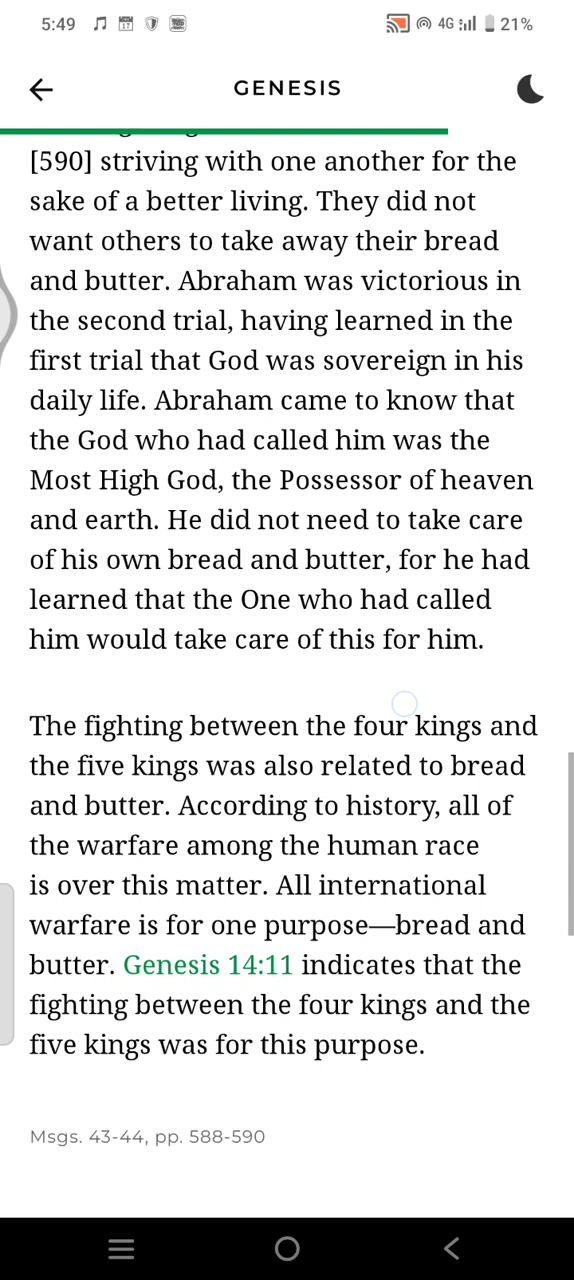 5:49
4G
21%
GENESIS
[590] striving with one another for the
sake of a better living. They did not
want others to take away their bread
and butter. Abraham was victorious in
the second trial, having learned in the
first trial that God was sovereign in his
daily life. Abraham came to know that
the God who had called him was the
Most High God, the Possessor of heaven
and earth. He did not need to take care
of his own bread and butter, for he had
learned that the One who had called
him would take care of this for him.
The fighting between the four kings and
the five kings was also related to bread
and butter. According to history, all of
the warfare among the human race
is over this matter. All international
warfare is for one purpose—bread and
butter. Genesis 14:11 indicates that the
fighting between the four kings and the
five kings was for this purpose.
Msgs. 43-44, pp. 588-590